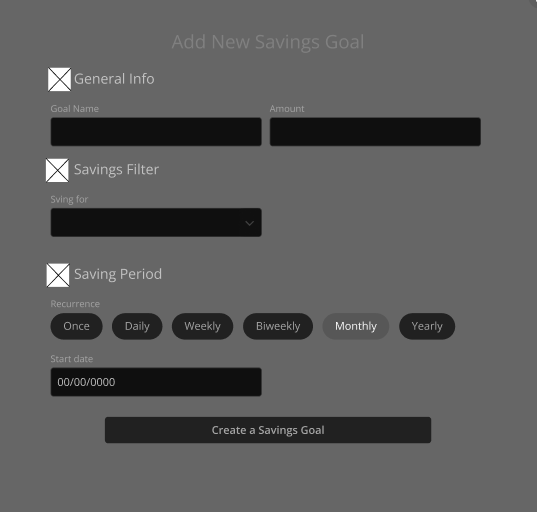 Add New Savings Goal
General Info
Goal Name Amount
Savings Filter
Sving for
Saving Period
Recurrence
Once Daily Weekly Biweekly Monthly Yearly
Start date
00/00/0000
Create a Savings Goal